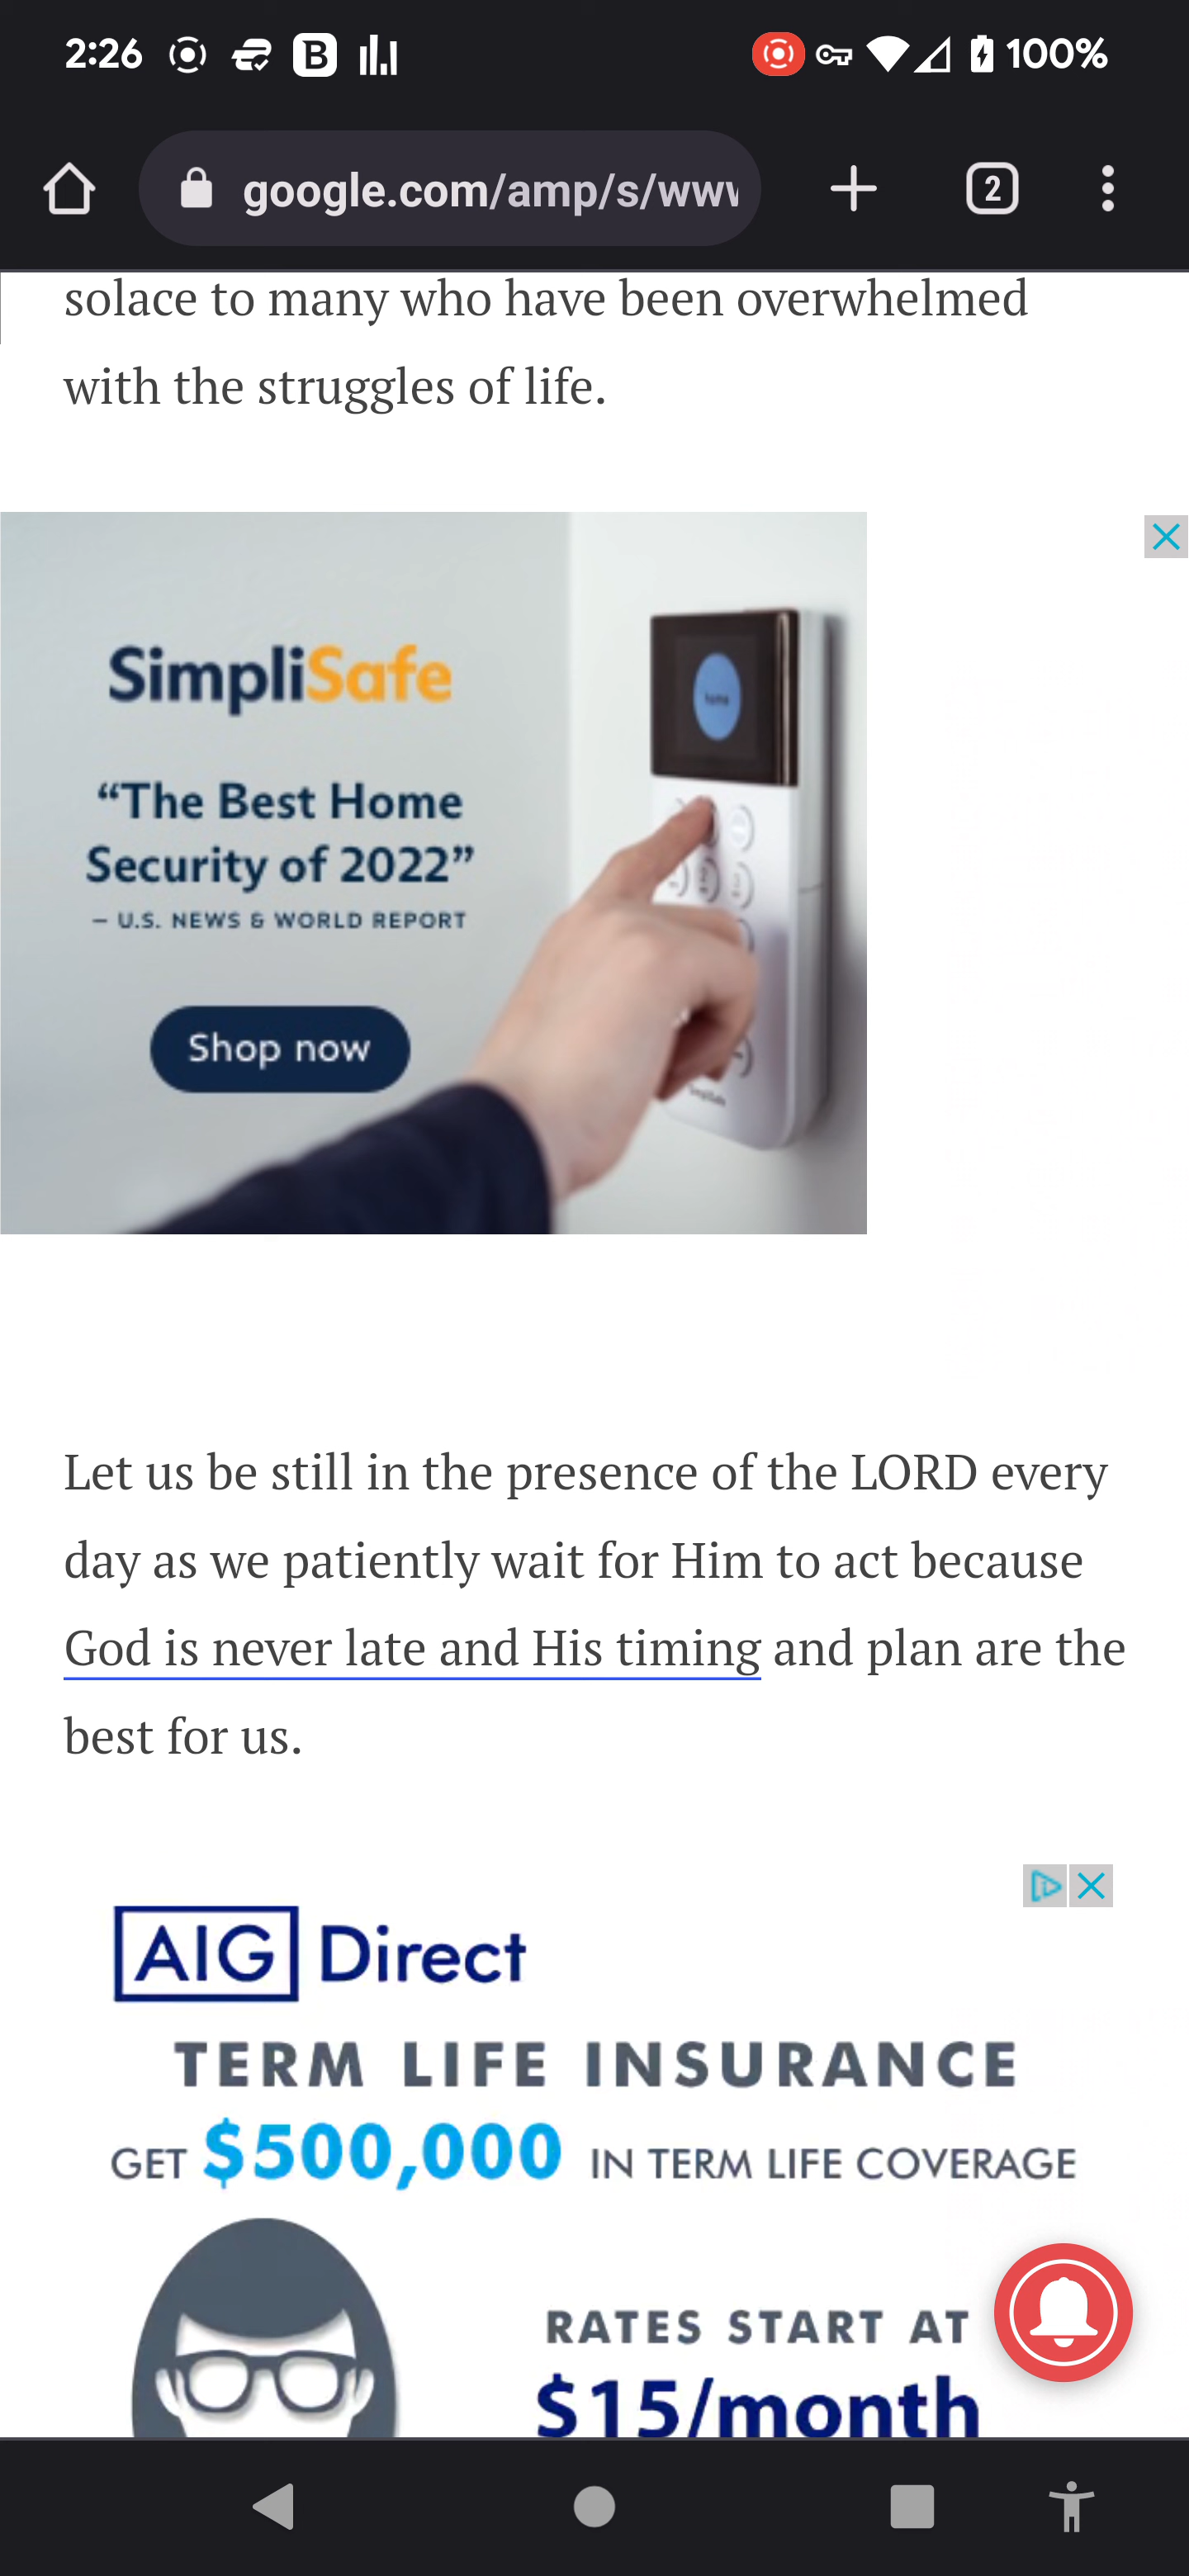 2:26
100%
google.com/amp/s/www
2
solace to many who have been overwhelmed
with the struggles of life.
SimpliSafe
“The Best Home
Security of 2022”
– U.S. NEWS & WORLD REPORT
Shop now
Let us be still in the presence of the LORD every
day as we patiently wait for Him to act because
God is never late and His timing and plan are the
best for us.
AIG Direct
TERM LIFE INSURANCE
GET $500,000 IN TERM LIFE COVERAGE
RATES START AT
$15/month